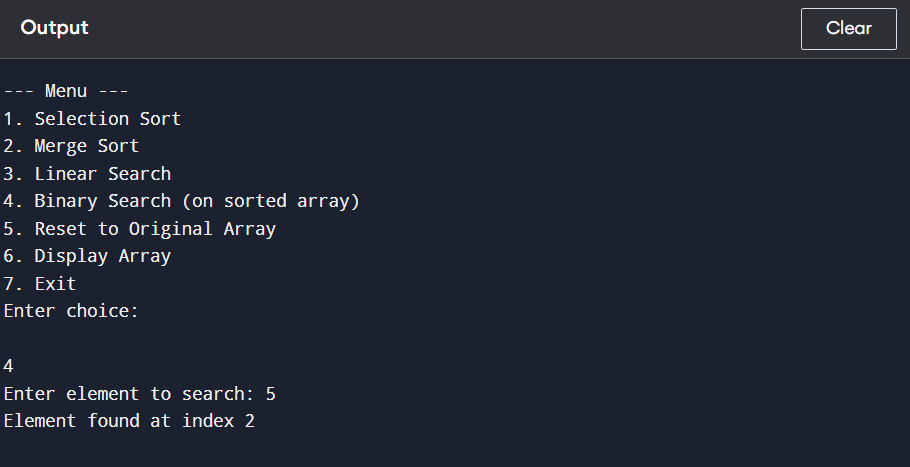 Output
Clear
--- Menu ---
1. Selection Sort
2. Merge Sort
3. Linear Search
4. Binary Search (on sorted array)
5. Reset to Original Array
6. Display Array
7. Exit
Enter choice:
4
Enter element to search: 5
Element found at index 2